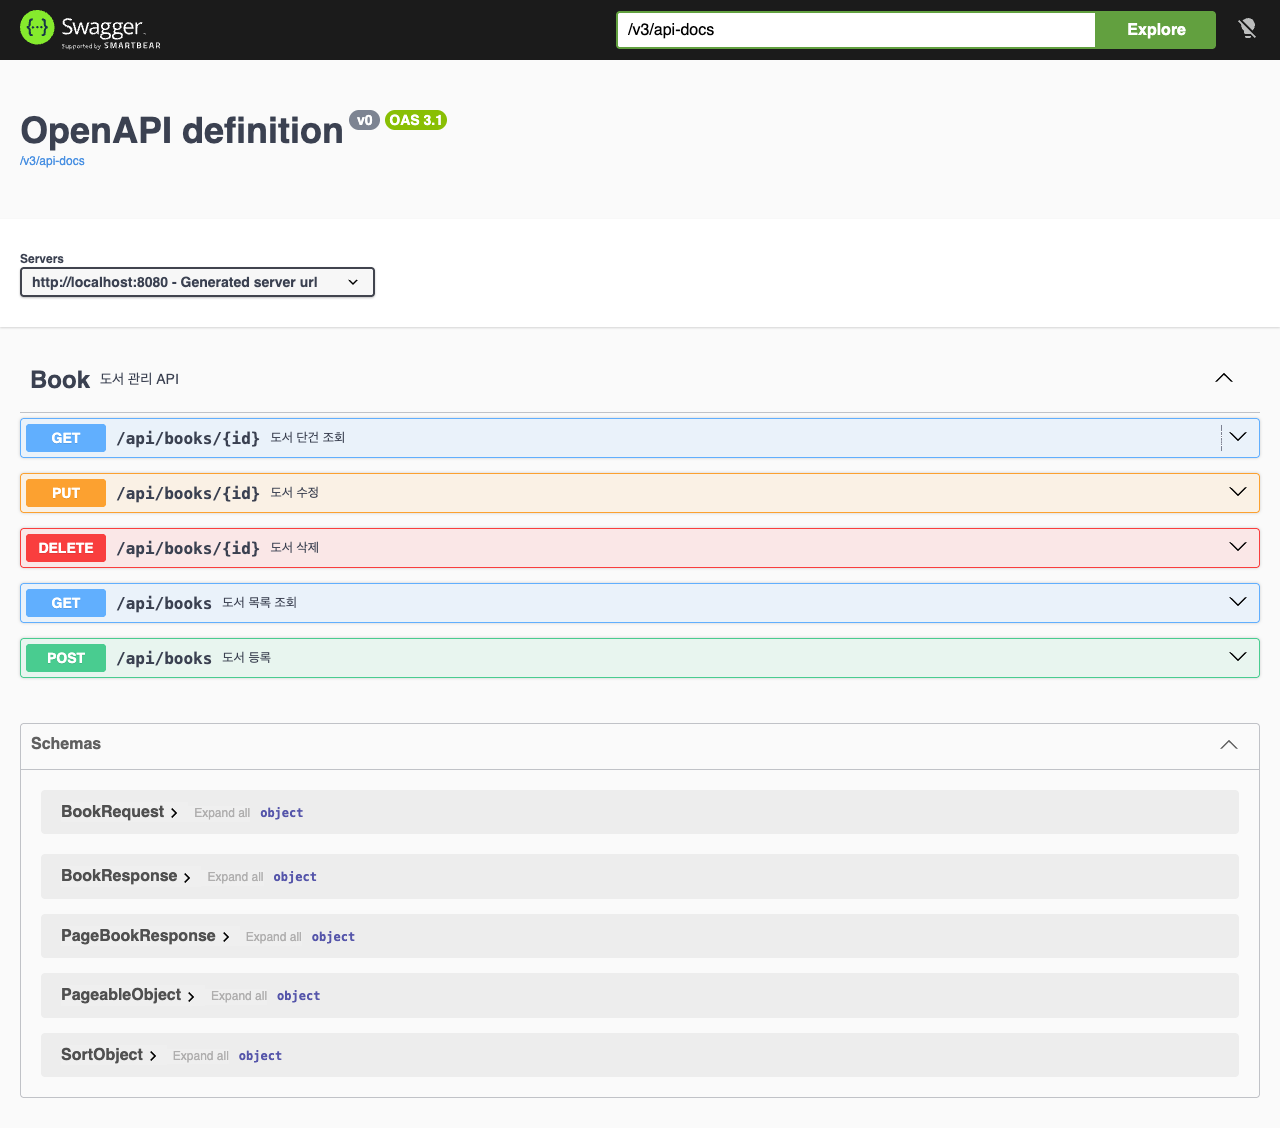 Swagger.
Supported by SMARTBEAR
/v3/api-docs
Explore
OpenAPI definition v0 OAS 3.1
/v3/api-docs
Servers
http://localhost:8080 - Generated server url
Book 도서 관리 API
GET /api/books/{id} 도서 단건 조회
PUT /api/books/{id} 도서 수정
DELETE /api/books/{id} 도서 삭제
GET /api/books 도서 목록 조회
POST /api/books 도서 등록
Schemas
BookRequest Expand all object
BookResponse Expand all object
PageBookResponse Expand all object
PageableObject Expand all object
SortObject Expand all object